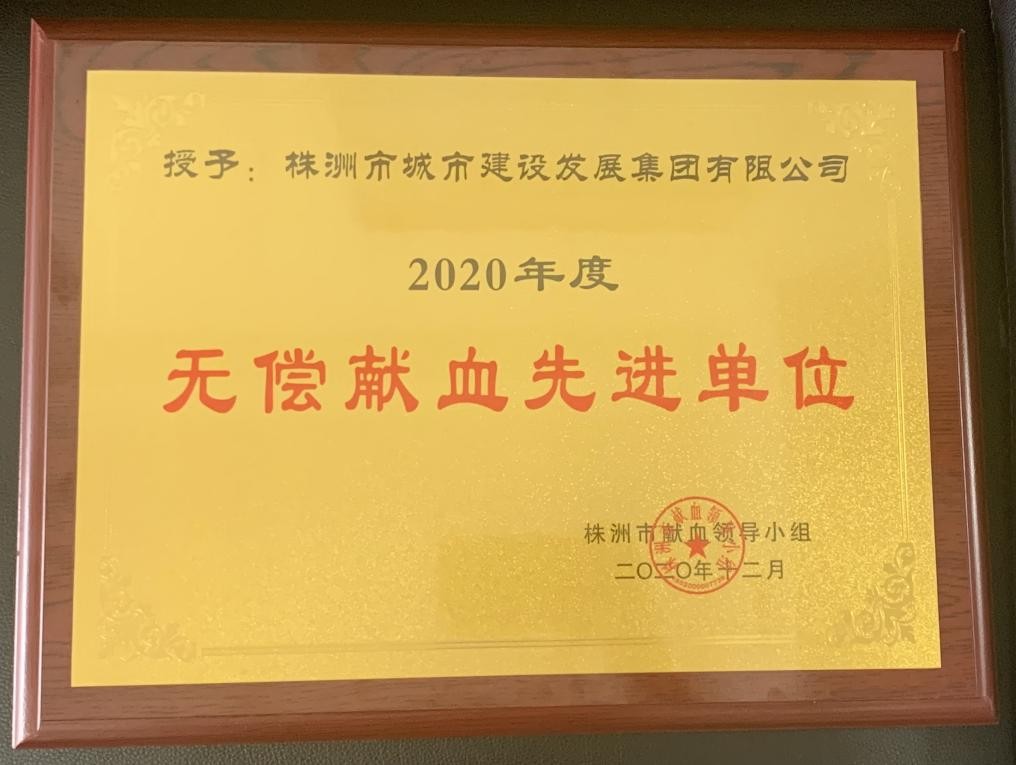 授予：株洲市城市建设发展集团有限公司
2020年度
无偿献血先进单位
株洲市献血领导小组
二〇二〇年十二月